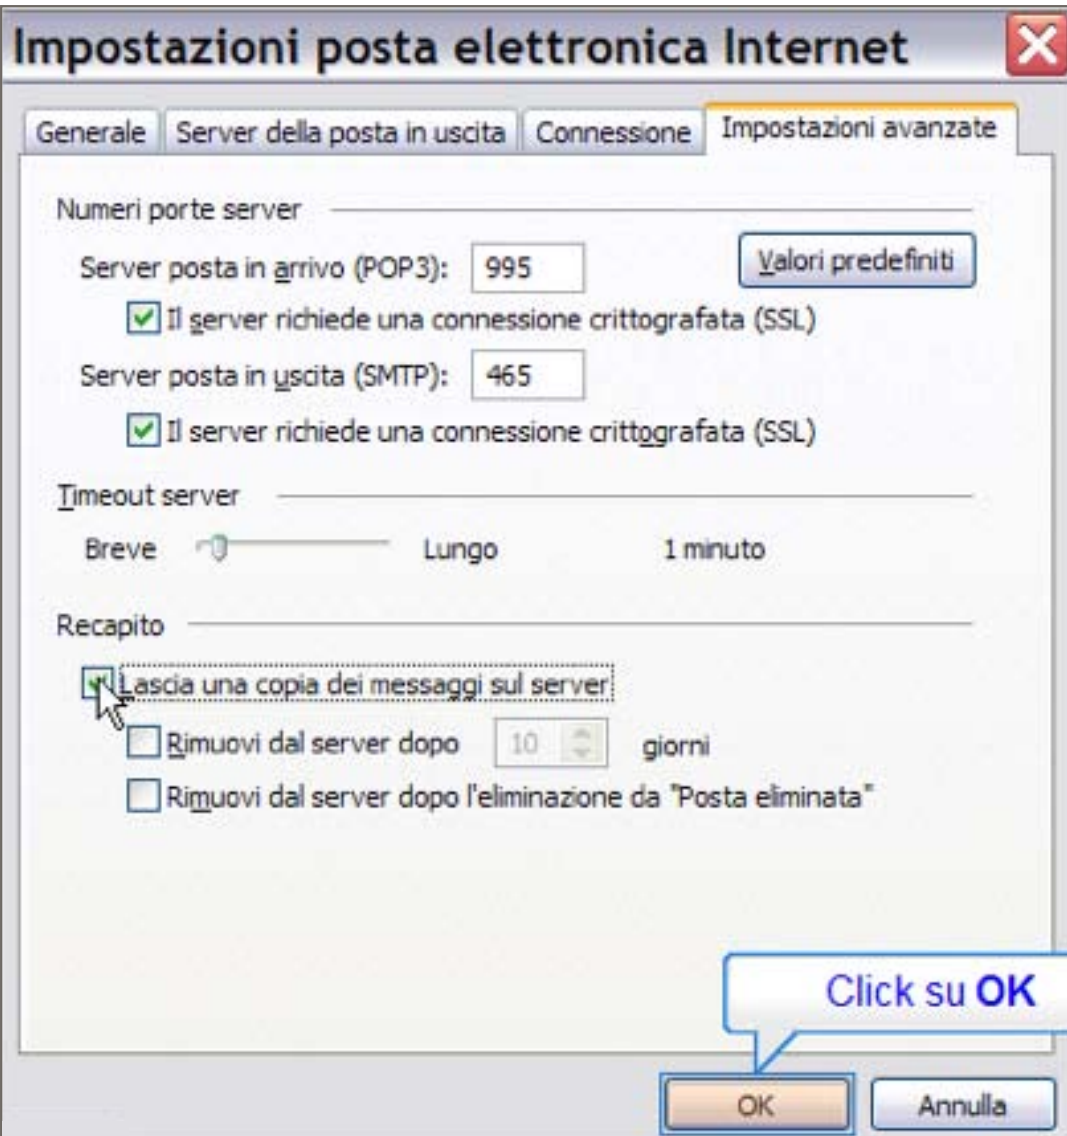 Impostazioni posta elettronica Internet
Generale Server della posta in uscita Connessione Impostazioni avanzate
Numeri porte server
Server posta in arrivo (POP3): 995 Valori predefiniti
Il server richiede una connessione crittografata (SSL)
Server posta in uscita (SMTP): 465
Il server richiede una connessione crittografata (SSL)
Timeout server
Breve Lungo 1 minuto
Recapito
Lascia una copia dei messaggi sul server
Rimuovi dal server dopo 10 giorni
Rimuovi dal server dopo l'eliminazione da "Posta eliminata"
Click su OK
OK Annulla